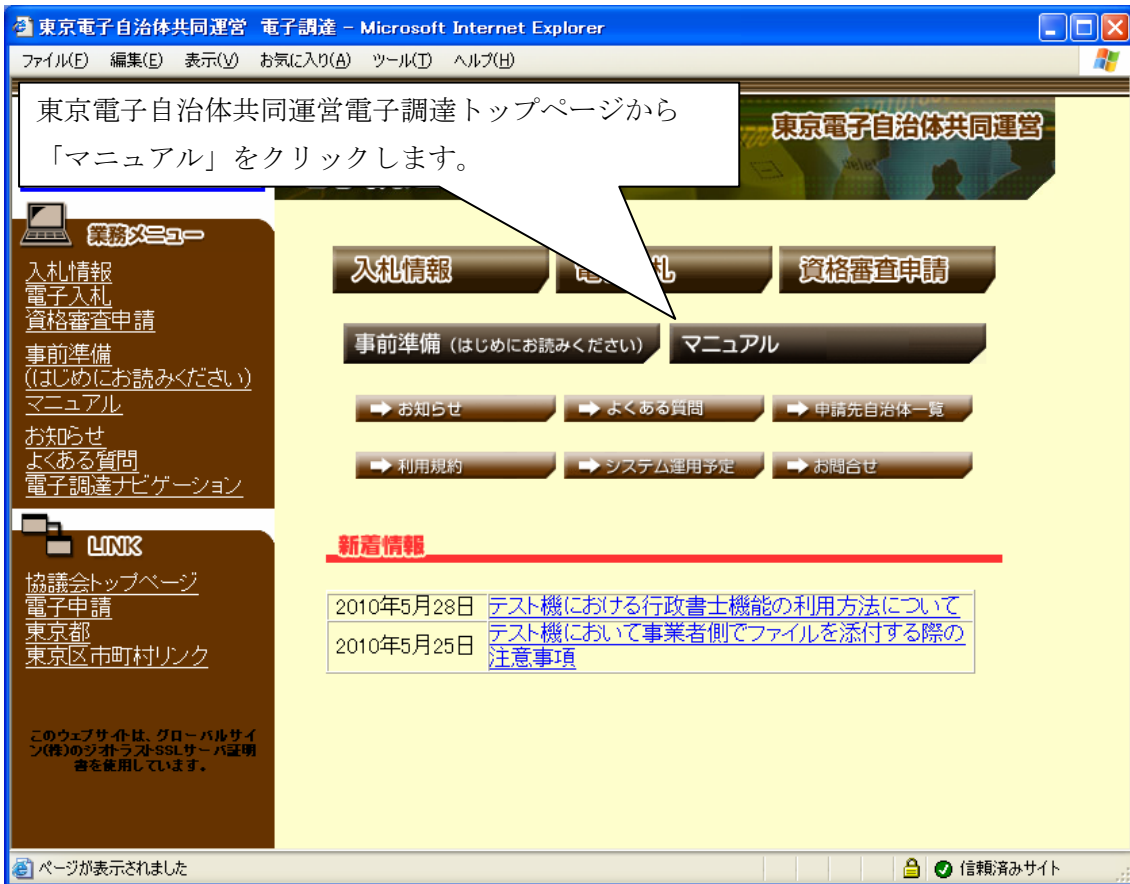 東京電子自治体共同運営 電子調達 - Microsoft Internet Explorer
ファイル(F) 編集(E) 表示(V) お気に入り(A) ツール(T) ヘルプ(H)
東京電子自治体共同運営電子調達トップページから
「マニュアル」をクリックします。
東京電子自治体共同運営
業務メニュー
入札情報
電子入札
資格審査申請
事前準備
(はじめにお読みください)
マニュアル
お知らせ
よくある質問
電子調達ナビゲーション
LINK
協議会トップページ
電子申請
東京都
東京区市町村リンク
このウェブサイトは、グローバルサイ
ン(株)のジオトラストSSLサーバ証明
書を使用しています。
入札情報
札
資格審査申請
事前準備 (はじめにお読みください)
マニュアル
お知らせ
よくある質問
申請先自治体一覧
利用規約
システム運用予定
お問合せ
新着情報
2010年5月28日 テスト機における行政書士機能の利用方法について
2010年5月25日 テスト機において事業者側でファイルを添付する際の
注意事項
ページが表示されました
信頼済みサイト